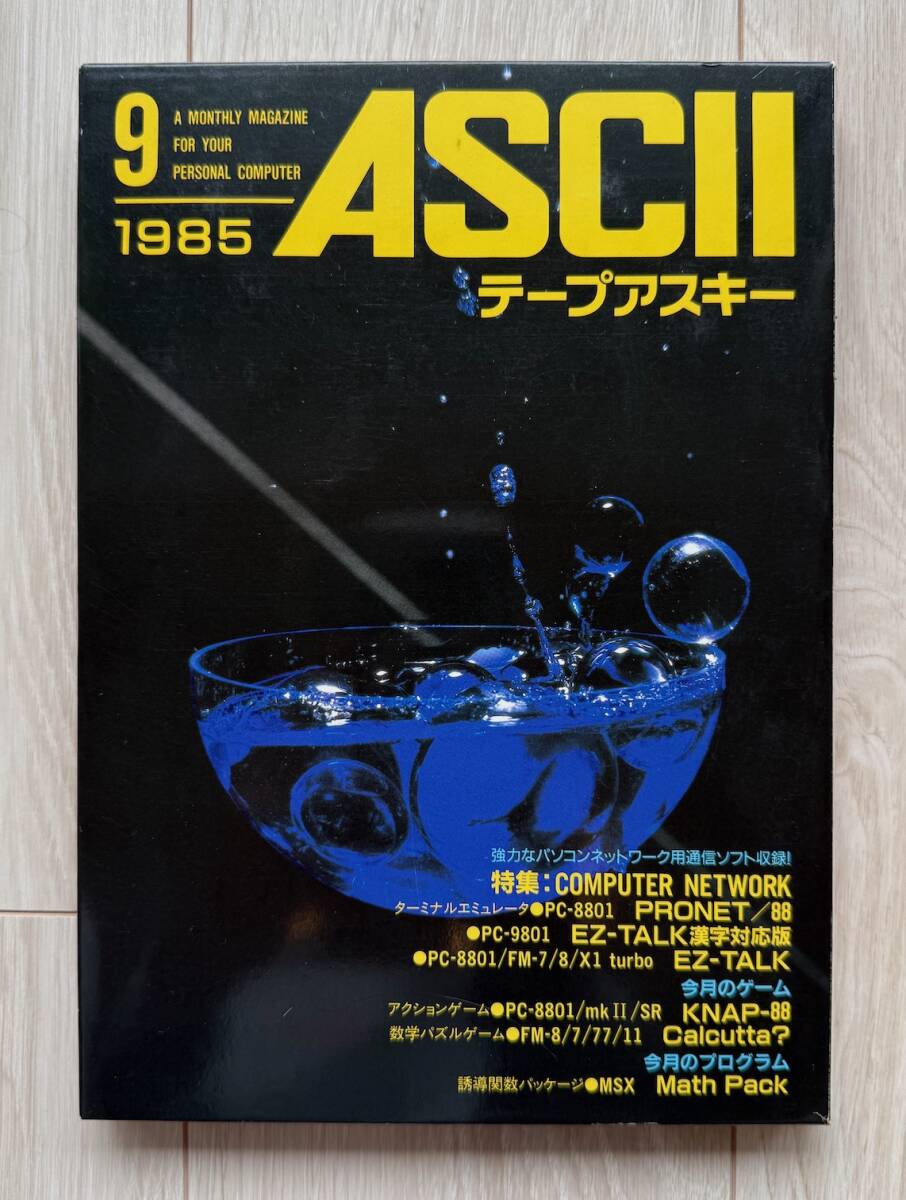 9
A MONTHLY MAGAZINE
FOR YOUR
PERSONAL COMPUTER
1985
ASCII
テープアスキー
強力なパソコンネットワーク用通信ソフト収録!
特集:COMPUTER NETWORK
ターミナルエミュレータ●PC-8801 PRONET/88
●PC-9801 EZ-TALK漢字対応版
●PC-8801/FM-7/8/X1 turbo EZ-TALK
今月のゲーム
アクションゲーム●PC-8801/mkII/SR KNAP-88
数学パズルゲーム●FM-8/7/77/11 Calcutta?
今月のプログラム
誘導関数パッケージ●MSX Math Pack